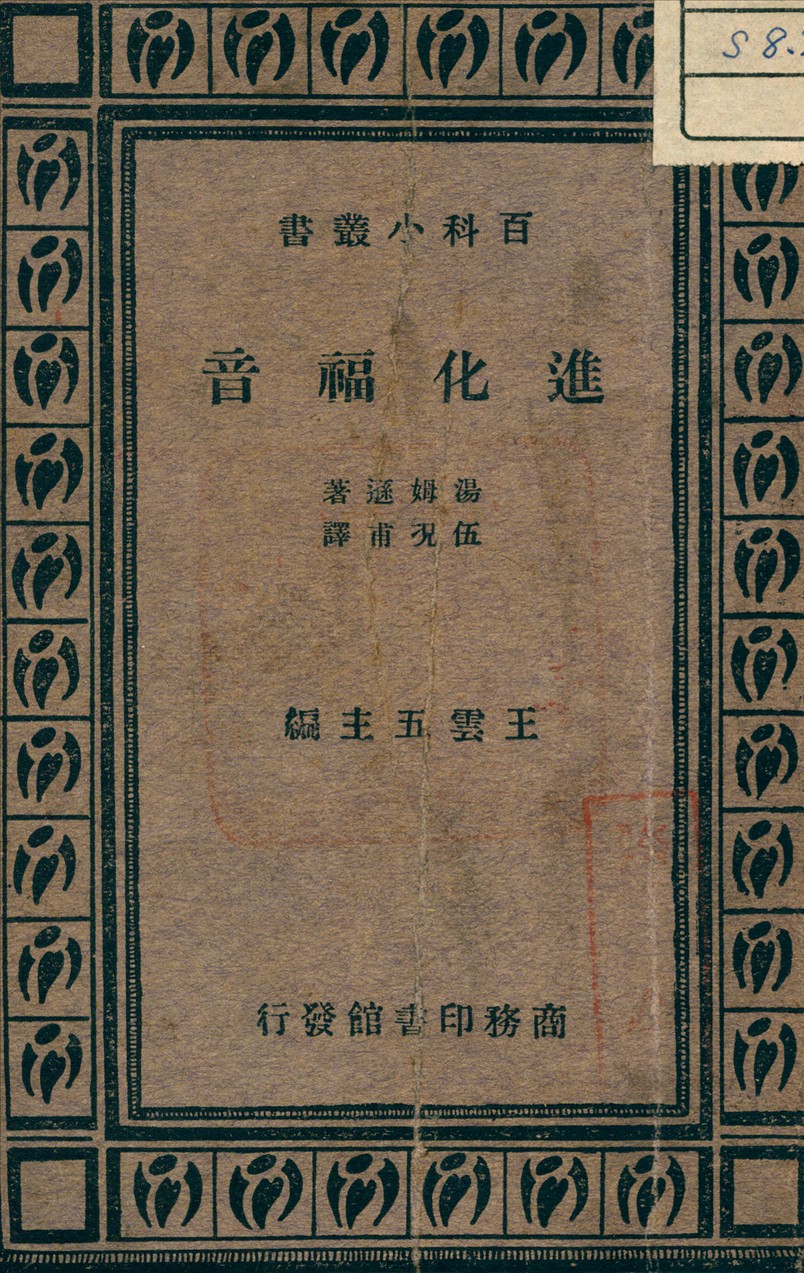 S 8.
百科小叢書
進化福音
湯姆遜著
伍況甫譯
王雲五主編
商務印書館發行